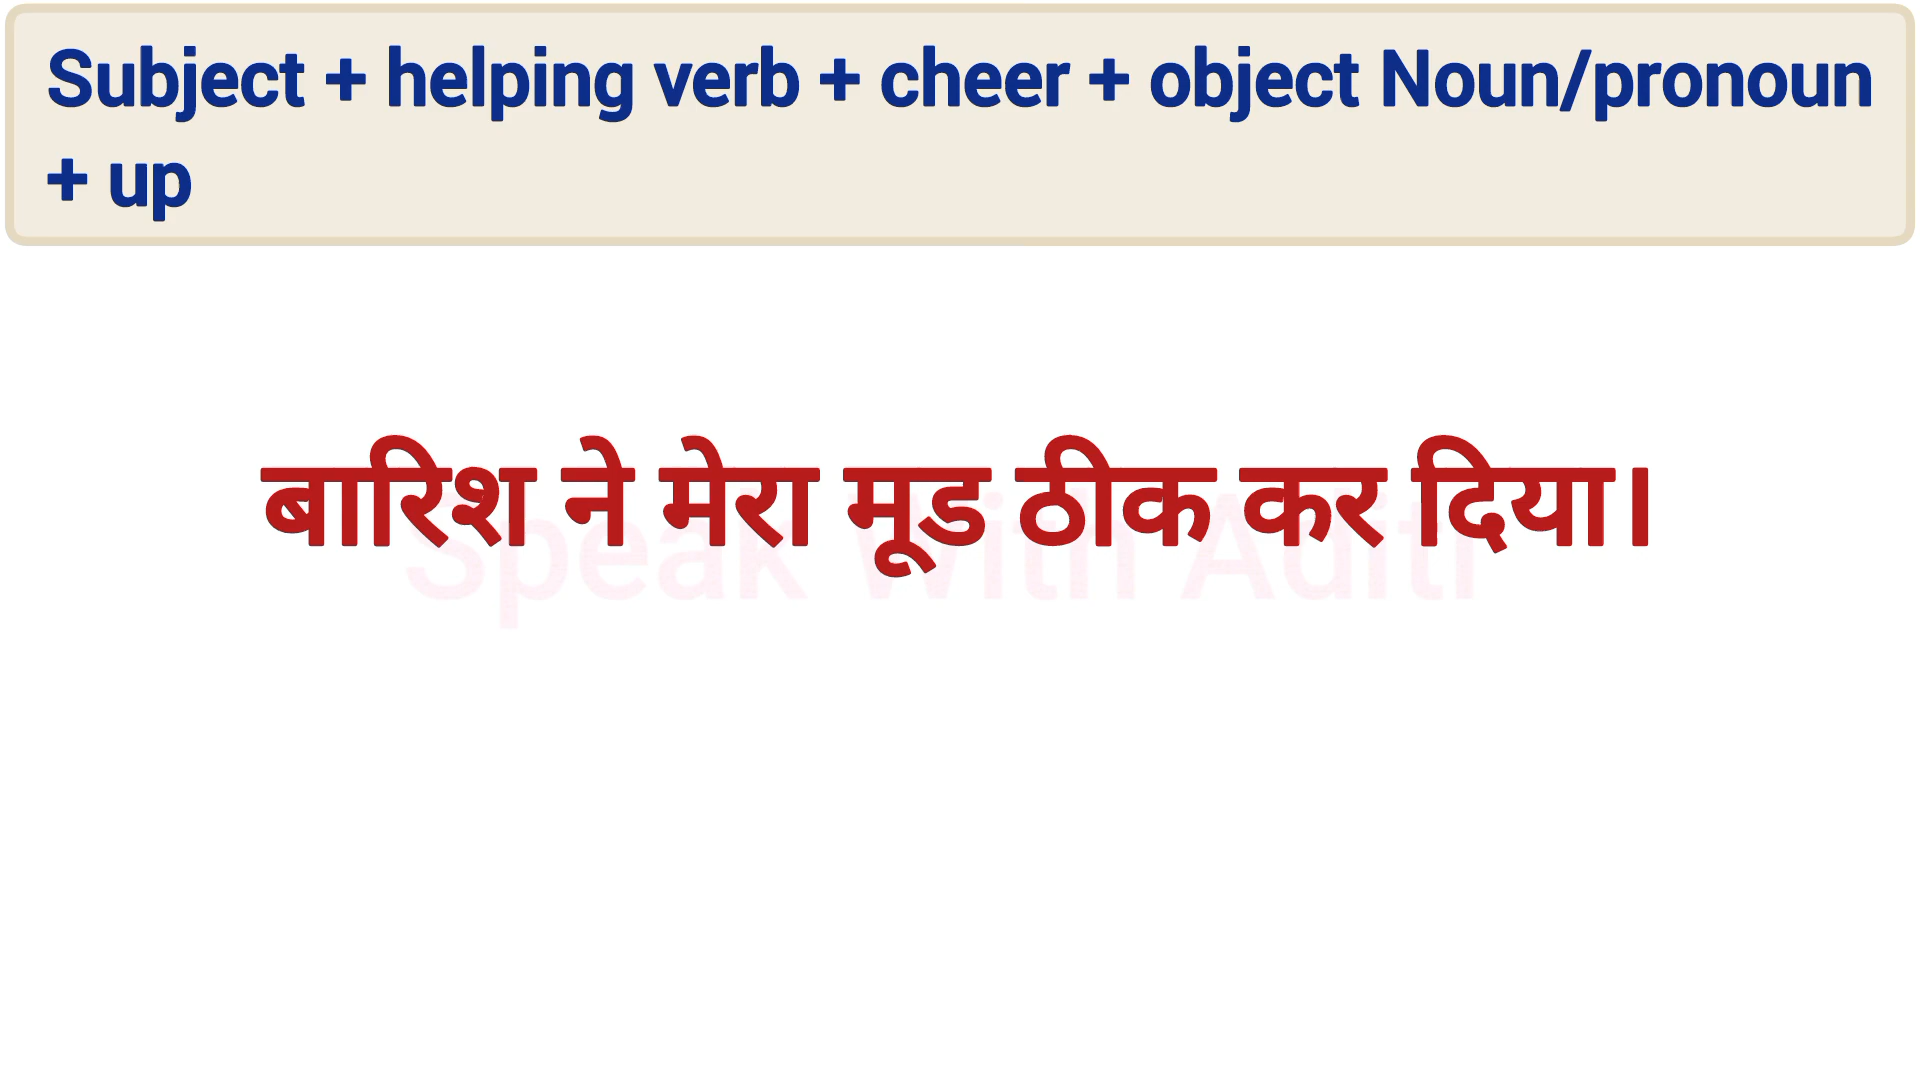 Subject + helping verb + cheer + object Noun/pronoun
+ up
बारिश ने मेरा मूड ठीक कर दिया।
Speak With Aditi